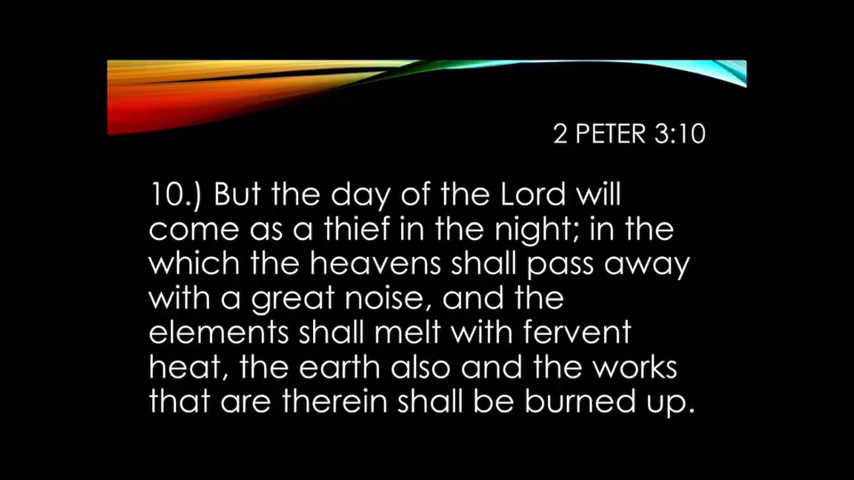 2 PETER 3:10
10.) But the day of the Lord will
come as a thief in the night; in the
which the heavens shall pass away
with a great noise, and the
elements shall melt with fervent
heat, the earth also and the works
that are therein shall be burned up.